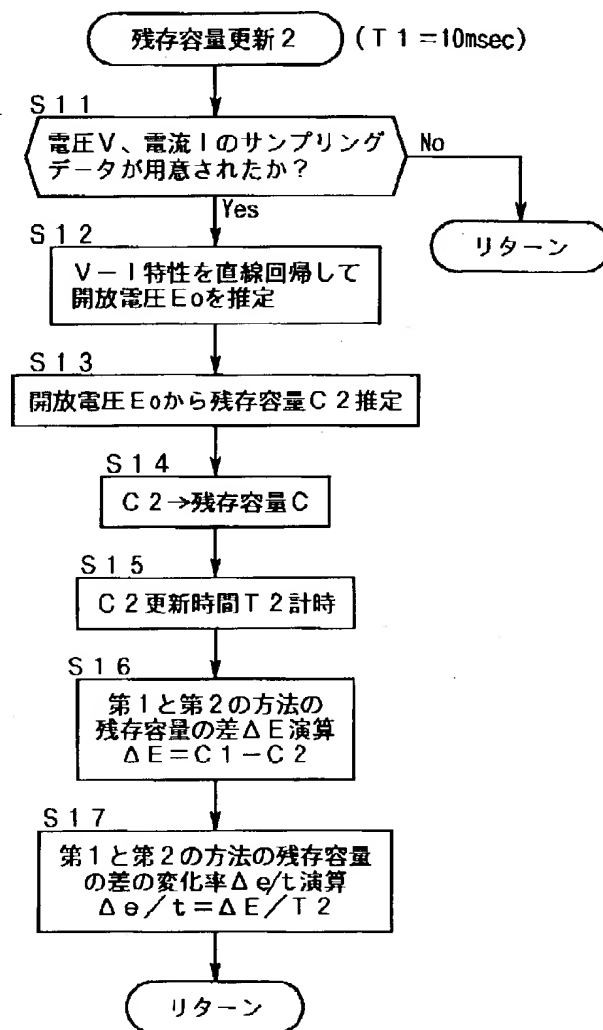 残存容量更新２ (Ｔ１＝10msec)
Ｓ１１
電圧Ｖ、電流Ｉのサンプリング
データが用意されたか？
No
Yes
リターン
Ｓ１２
Ｖ－Ｉ特性を直線回帰して
開放電圧Ｅoを推定
Ｓ１３
開放電圧Ｅoから残存容量Ｃ２推定
Ｓ１４
Ｃ２→残存容量Ｃ
Ｓ１５
Ｃ２更新時間Ｔ２計時
Ｓ１６
第１と第２の方法の
残存容量の差ΔＥ演算
ΔＥ＝Ｃ１－Ｃ２
Ｓ１７
第１と第２の方法の残存容量
の差の変化率Δｅ/ｔ演算
Δｅ／ｔ＝ΔＥ／Ｔ２
リターン